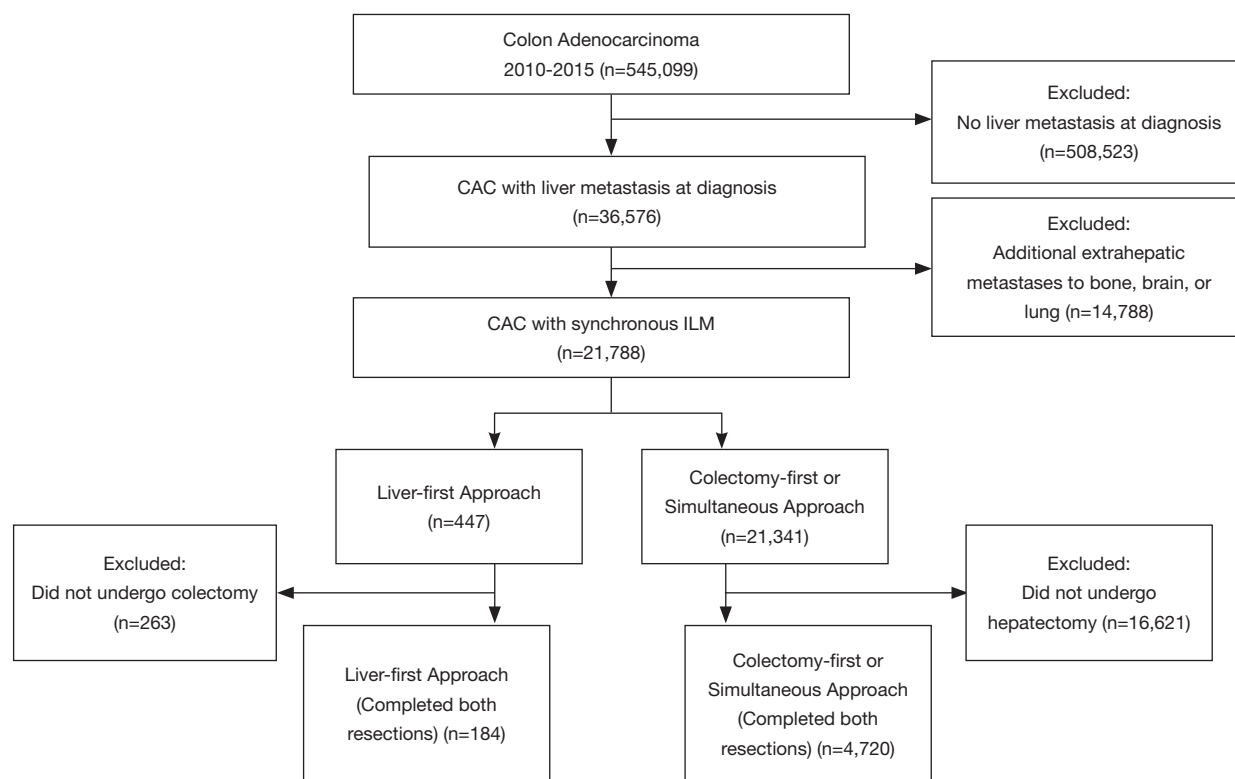 Colon Adenocarcinoma
2010-2015 (n=545,099)
Excluded:
No liver metastasis at diagnosis
(n=508,523)
CAC with liver metastasis at diagnosis
(n=36,576)
Excluded:
Additional extrahepatic
metastases to bone, brain, or
lung (n=14,788)
CAC with synchronous ILM
(n=21,788)
Liver-first Approach
(n=447)
Colectomy-first or
Simultaneous Approach
(n=21,341)
Excluded:
Did not undergo colectomy
(n=263)
Excluded:
Did not undergo
hepatectomy (n=16,621)
Liver-first Approach
(Completed both
resections) (n=184)
Colectomy-first or
Simultaneous Approach
(Completed both
resections) (n=4,720)